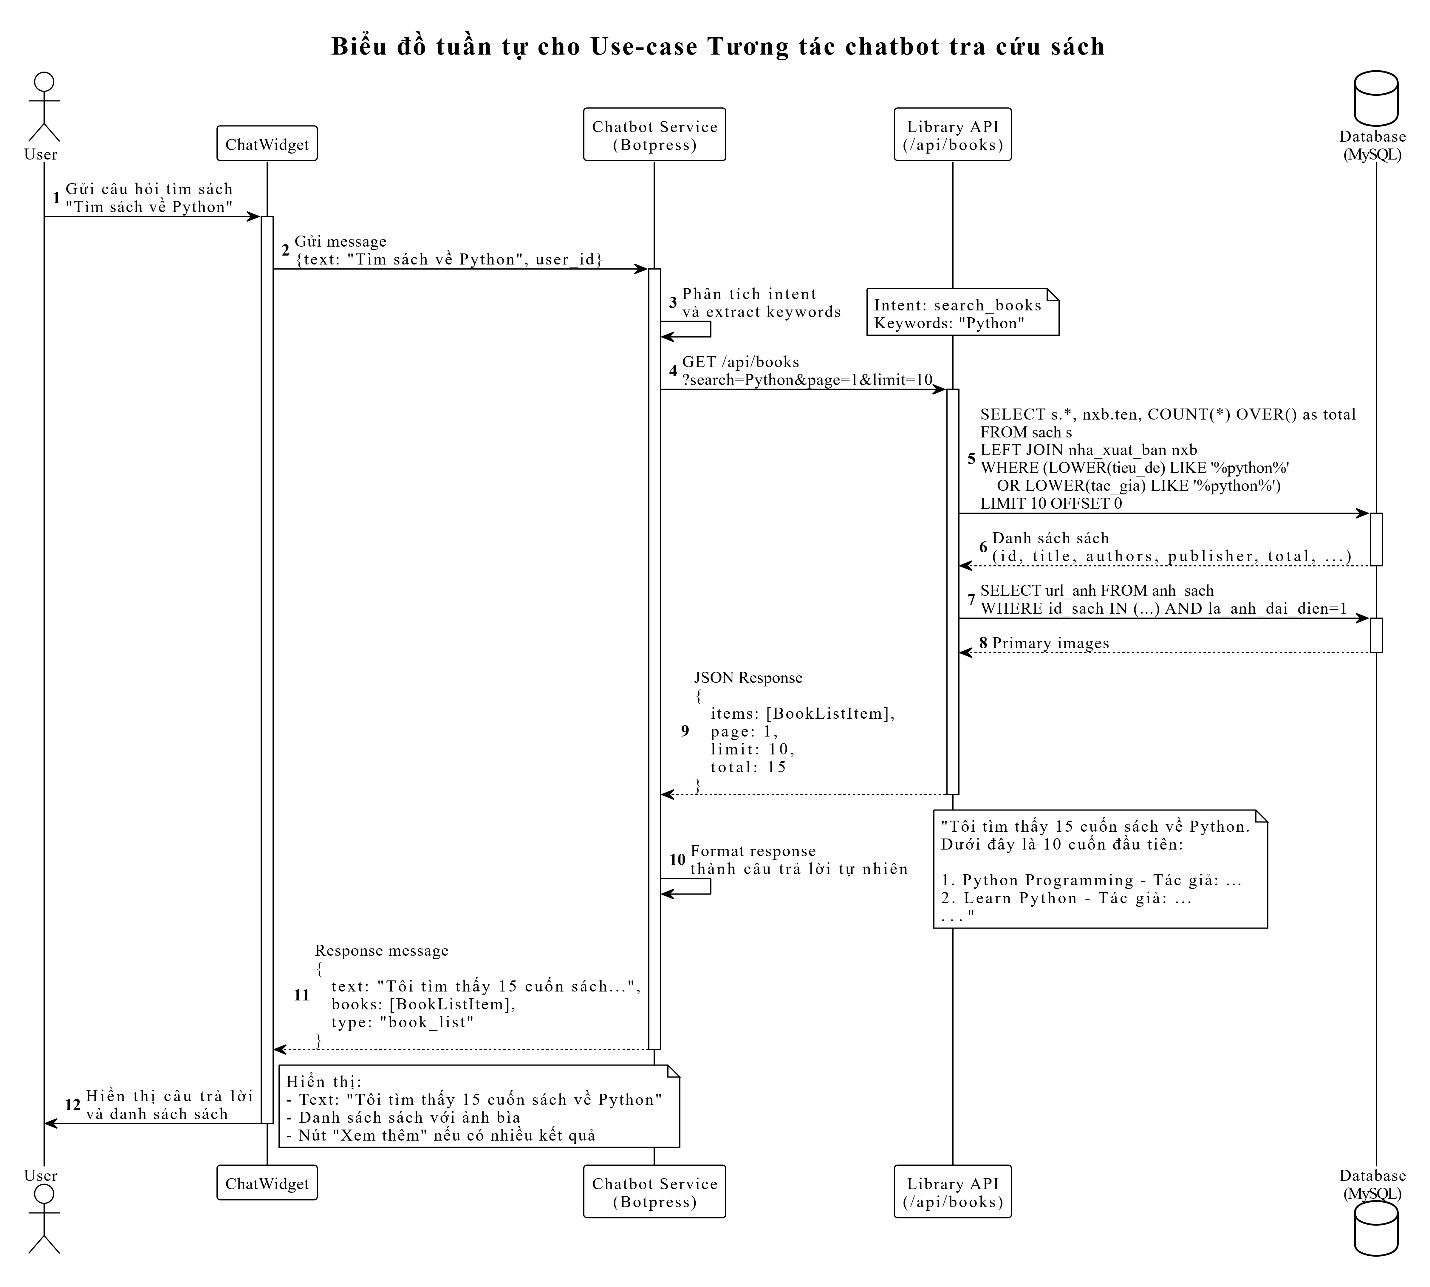 Biểu đồ tuần tự cho Use-case Tương tác chatbot tra cứu sách
User
ChatWidget
Chatbot Service
(Botpress)
Library API
(/api/books)
Database
(MySQL)
1 Gửi câu hỏi tìm sách
"Tìm sách về Python"
2 Gửi message
{text: "Tìm sách về Python", user_id}
3 Phân tích intent
và extract keywords
Intent: search_books
Keywords: "Python"
4 GET /api/books
?search=Python&page=1&limit=10
5 SELECT s.*, nxb.ten, COUNT(*) OVER() as total
FROM sach s
LEFT JOIN nha_xuat_ban nxb
WHERE (LOWER(tieu_de) LIKE '%python%'
OR LOWER(tac_gia) LIKE '%python%')
LIMIT 10 OFFSET 0
6 Danh sách sách
(id, title, authors, publisher, total, ...)
7 SELECT url_anh FROM anh_sach
WHERE id_sach IN (...) AND la_anh_dai_dien=1
8 Primary images
9 JSON Response
{
items: [BookListItem],
page: 1,
limit: 10,
total: 15
}
"Tôi tìm thấy 15 cuốn sách về Python.
Dưới đây là 10 cuốn đầu tiên:
1. Python Programming - Tác giả: ...
2. Learn Python - Tác giả: ...
..."
10 Format response
thành câu trả lời tự nhiên
11 Response message
{
text: "Tôi tìm thấy 15 cuốn sách...",
books: [BookListItem],
type: "book_list"
}
12 Hiển thị câu trả lời
và danh sách sách
Hiển thị:
- Text: "Tôi tìm thấy 15 cuốn sách về Python"
- Danh sách sách với ảnh bìa
- Nút "Xem thêm" nếu có nhiều kết quả
User
ChatWidget
Chatbot Service
(Botpress)
Library API
(/api/books)
Database
(MySQL)